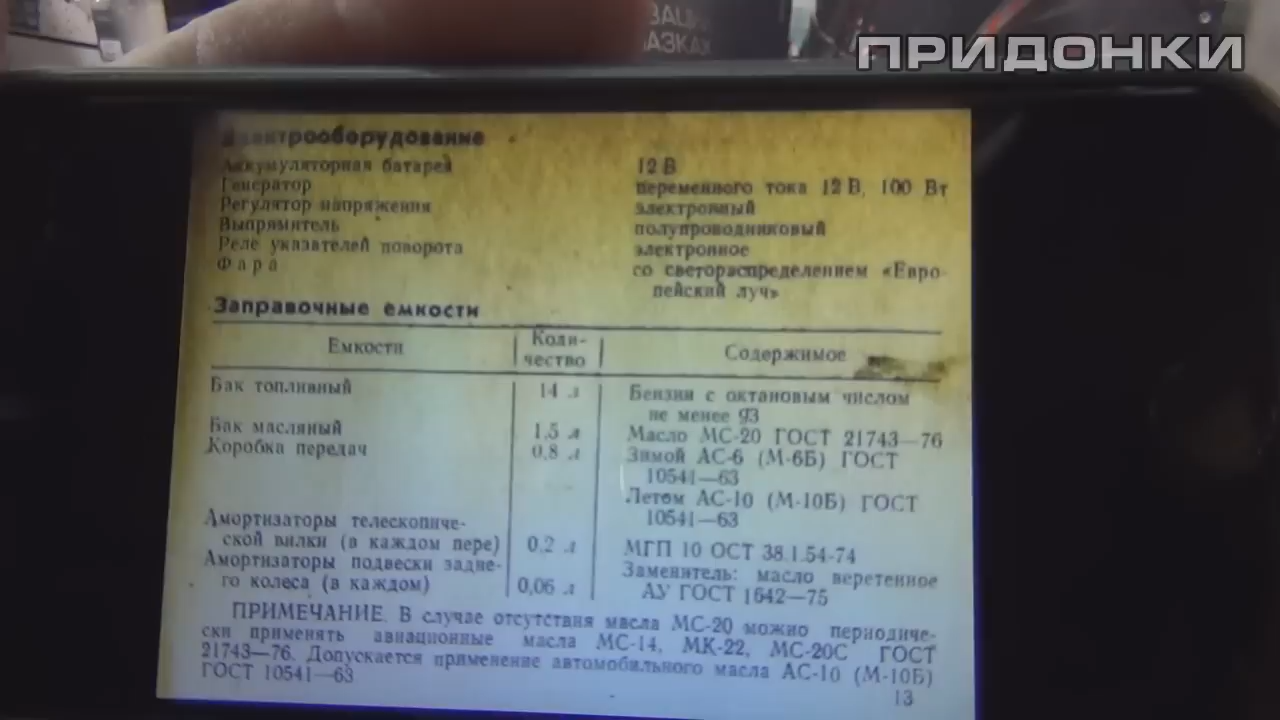 ПРИДОНКИ
Электрооборудование
Аккумуляторная батарея 12 В
Генератор переменного тока 12 В, 100 Вт
Регулятор напряжения электронный
Выпрямитель полупроводниковый
Реле указателей поворота электронное
Фара со светораспределением «Евро-
пейский луч»
Заправочные емкости
Емкости Коли- Содержимое
чество
Бак топливный 14 л Бензин с октановым числом
не менее 93
Бак масляный 1,5 л Масло МС-20 ГОСТ 21743—76
Коробка передач 0,8 л Зимой АС-6 (М-6Б) ГОСТ
10541—63
Летом АС-10 (М-10Б) ГОСТ
10541—63
Амортизаторы телескопиче-
ской вилки (в каждом пере) 0,2 л МГП 10 ОСТ 38.1.54-74
Амортизаторы подвески задне- Заменитель: масло веретенное
го колеса (в каждом) 0,06 л АУ ГОСТ 1642—75
ПРИМЕЧАНИЕ. В случае отсутствия масла МС-20 можно периодиче-
ски применять авиационные масла МС-14, МК-22, МС-20С ГОСТ
21743—76. Допускается применение автомобильного масла АС-10 (М-10Б)
ГОСТ 10541—63
13